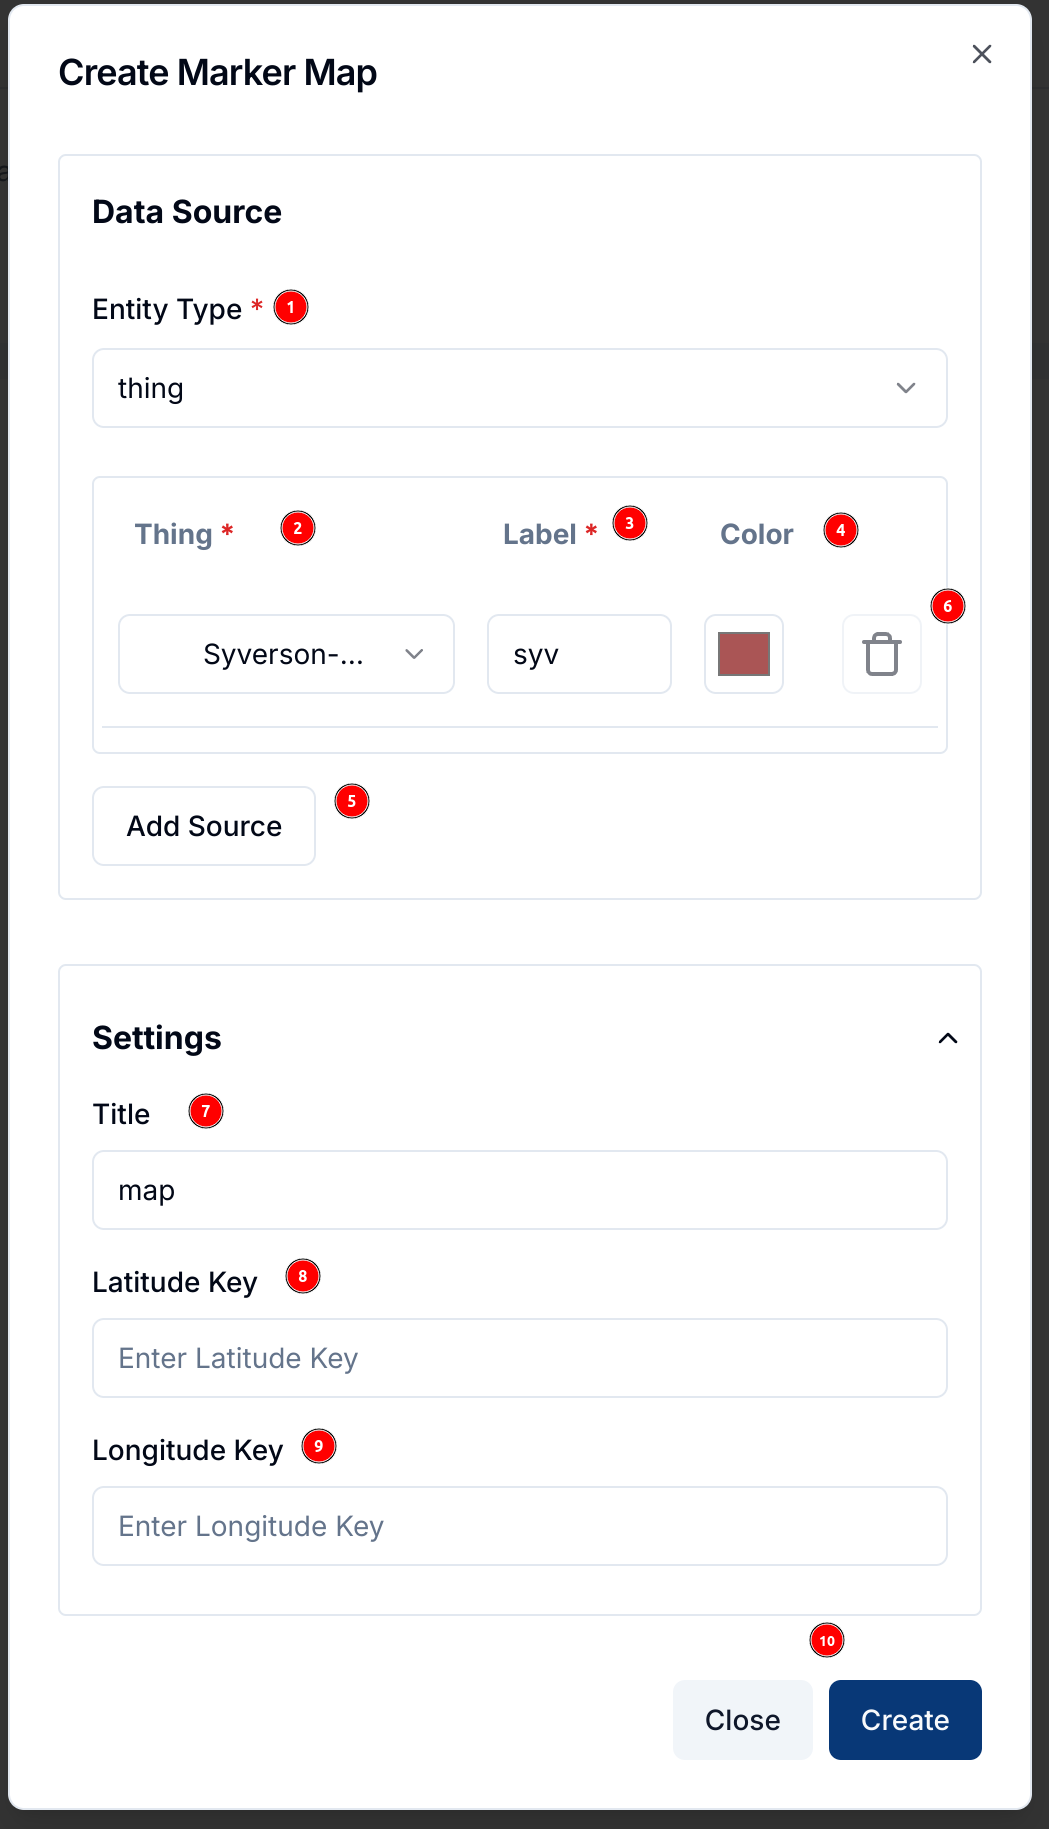 Create Marker Map
Data Source
Entity Type * 1
thing
Thing * 2 Label * 3 Color 4
6
Syverson-... syv
5
Add Source
Settings
Title 7
map
Latitude Key 8
Enter Latitude Key
Longitude Key 9
Enter Longitude Key
10
Close Create